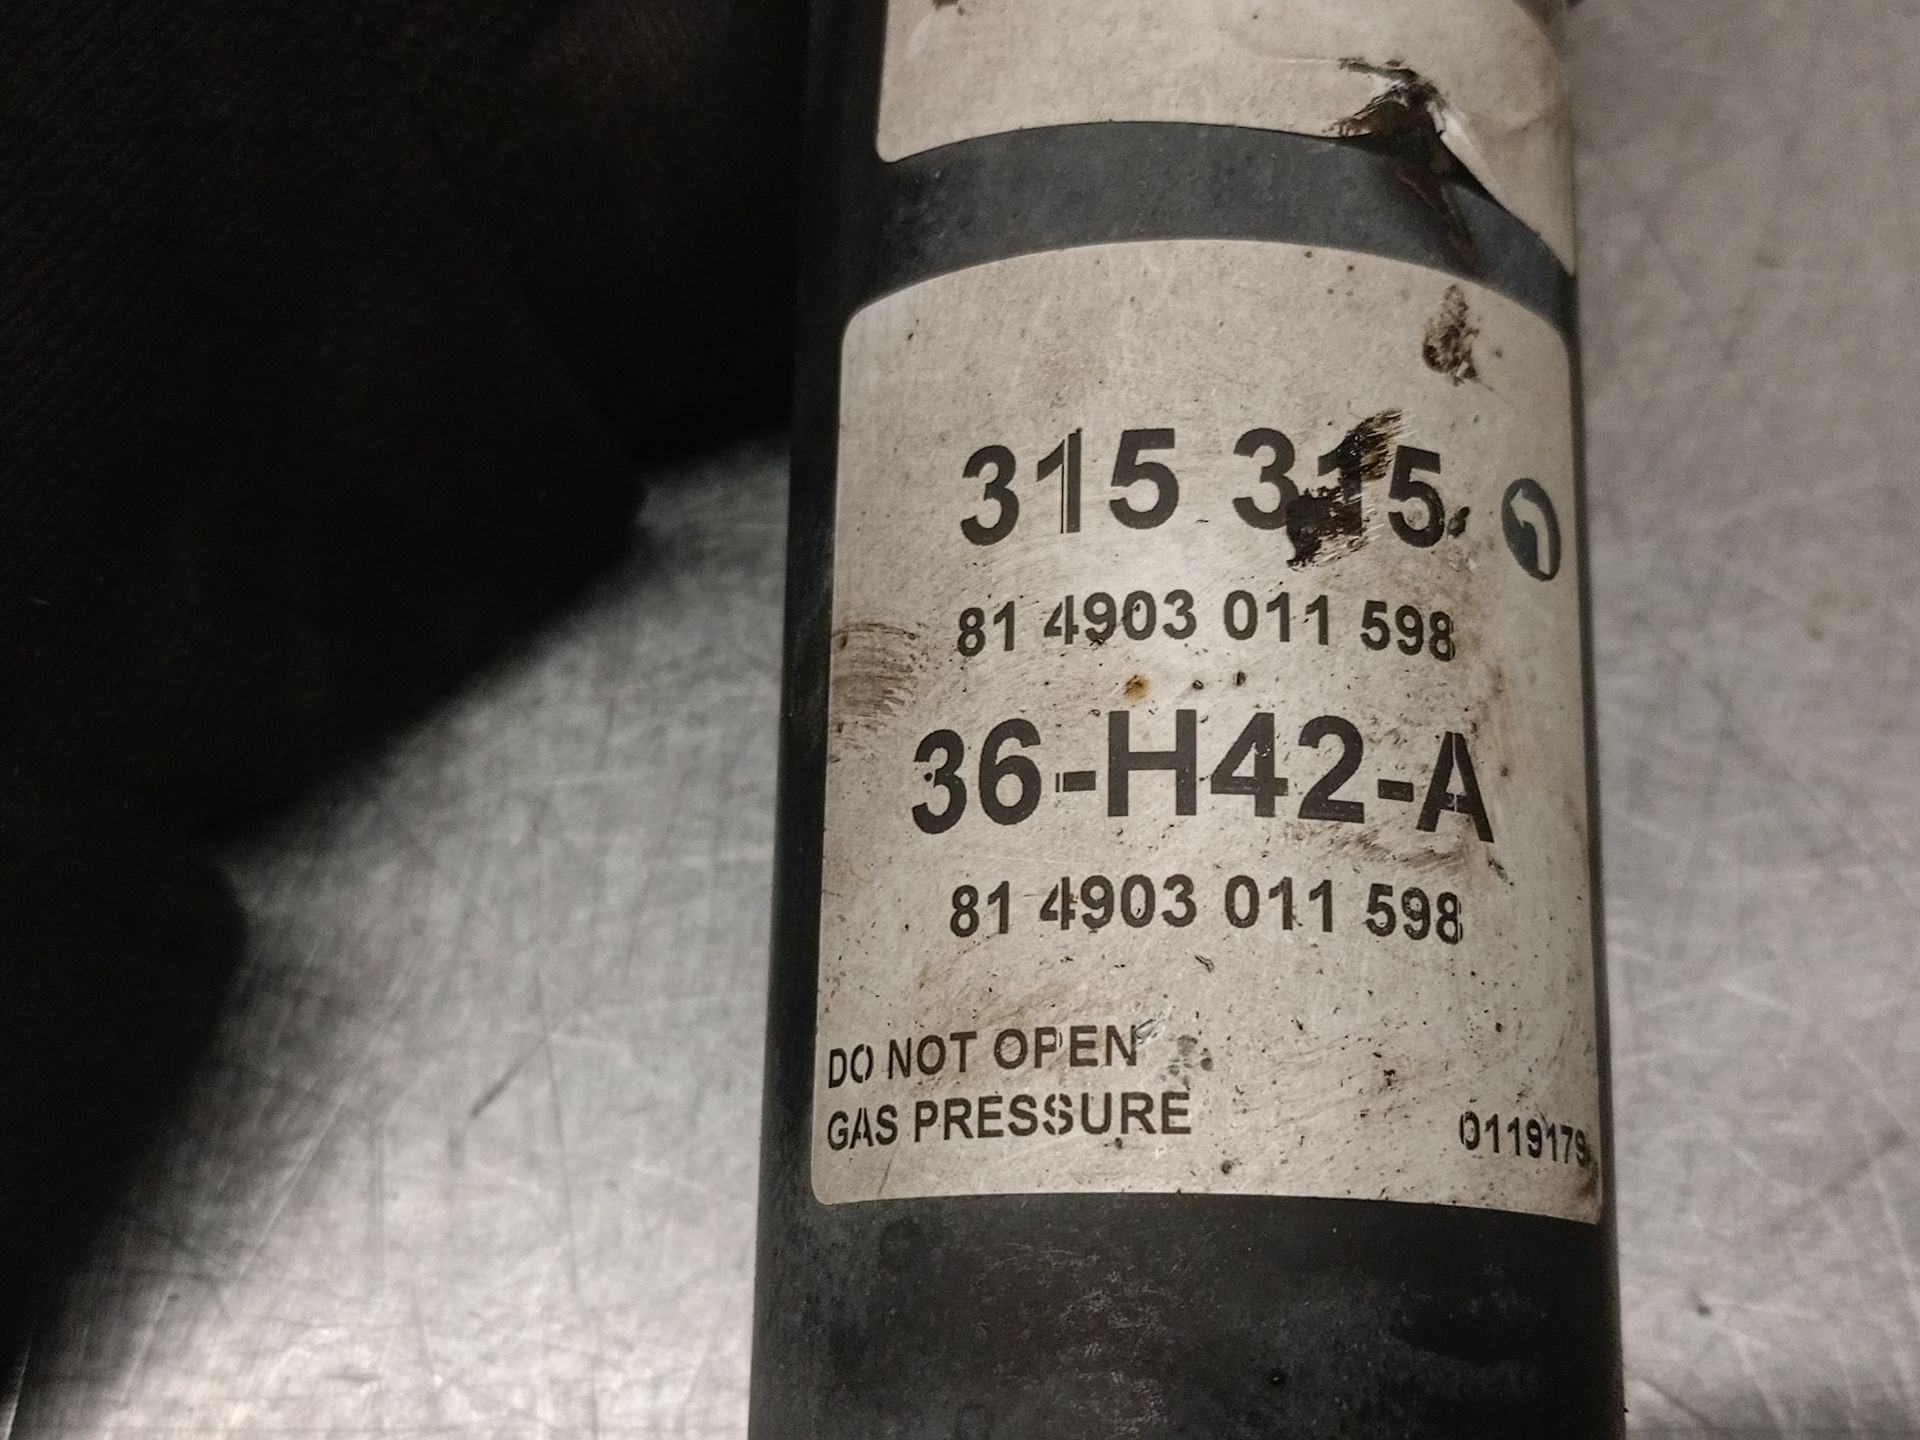 315 315
81 4903 011 598
36-H42-A
81 4903 011 598
DO NOT OPEN
GAS PRESSURE
0119179